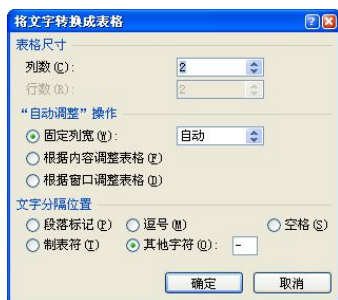 将文字转换成表格
表格尺寸
列数(C): 2
行数(R): 2
“自动调整”操作
固定列宽(W): 自动
根据内容调整表格(F)
根据窗口调整表格(D)
文字分隔位置
段落标记(P) 逗号(M) 空格(S)
制表符(T) 其他字符(O): -
确定 取消